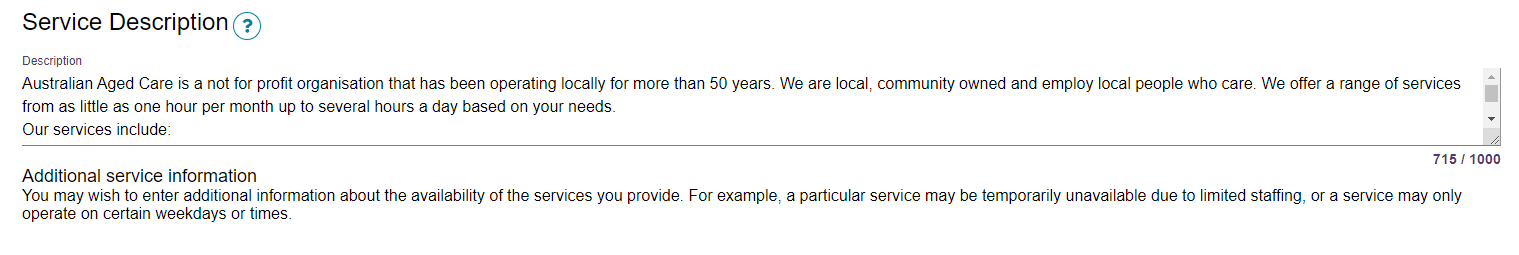 Service Description ?
Description
Australian Aged Care is a not for profit organisation that has been operating locally for more than 50 years. We are local, community owned and employ local people who care. We offer a range of services
from as little as one hour per month up to several hours a day based on your needs.
Our services include:
715 / 1000
Additional service information
You may wish to enter additional information about the availability of the services you provide. For example, a particular service may be temporarily unavailable due to limited staffing, or a service may only
operate on certain weekdays or times.